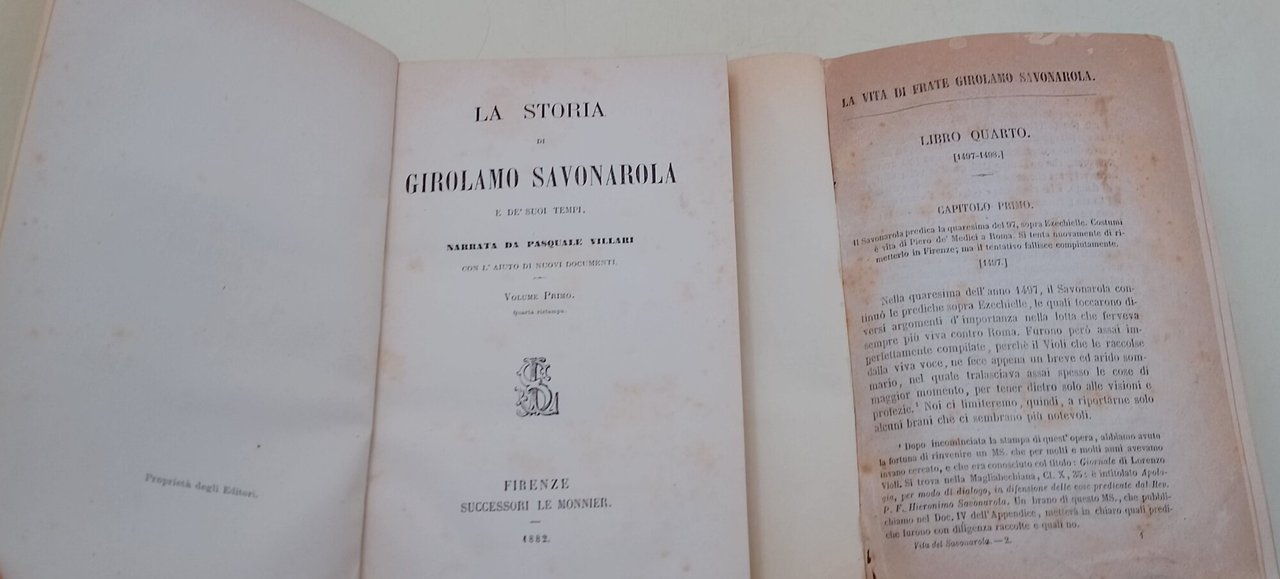 Proprietà degli Editori.
LA STORIA
DI
GIROLAMO SAVONAROLA
E DE' SUOI TEMPI,
NARRATA DA PASQUALE VILLARI
CON L' AIUTO DI NUOVI DOCUMENTI.
VOLUME PRIMO.
Quarta ristampa.
FIRENZE
SUCCESSORI LE MONNIER.
1882.
LA VITA DI FRATE GIROLAMO SAVONAROLA.
LIBRO QUARTO.
[1497-1498.]
CAPITOLO PRIMO.
Il Savonarola predica la quaresima del 97, sopra Ezechielle. Costumi
e vita di Piero de' Medici a Roma. Si tenta nuovamente di ri-
metterlo in Firenze; ma il tentativo fallisce compiutamente.
[1497.]
Nella quaresima dell' anno 1497, il Savonarola con-
tinuò le prediche sopra Ezechielle, le quali toccarono di-
versi argomenti d' importanza nella lotta che ferveva
sempre più viva contro Roma. Furono però assai im-
perfettamente compilate, perchè il Violi che le raccolse
dalla viva voce, ne fece appena un breve ed arido som-
mario, nel quale tralasciava assai spesso le cose di
maggior momento, per tener dietro solo alle visioni e
profezie.¹ Noi ci limiteremo, quindi, a riportarne solo
alcuni brani che ci sembrano più notevoli.
¹ Dopo incominciata la stampa di quest' opera, abbiamo avuto
la fortuna di rinvenire un MS. che per molti e molti anni avevamo
invano cercato, e che era conosciuto col titolo: Giornale di Lorenzo
Violi. Si trova nella Magliabechiana, Cl. X, 35: è intitolato Apolo-
gia, per modo di dialogo, in difensione delle cose predicate dal Rev.
P. F. Hieronimo Savonarola. Un brano di questo MS., che pubbli-
chiamo nel Doc. IV dell' Appendice, metterà in chiaro quali predi-
che furono con diligenza raccolte e quali no.
Vita del Savonarola. — 2. 1